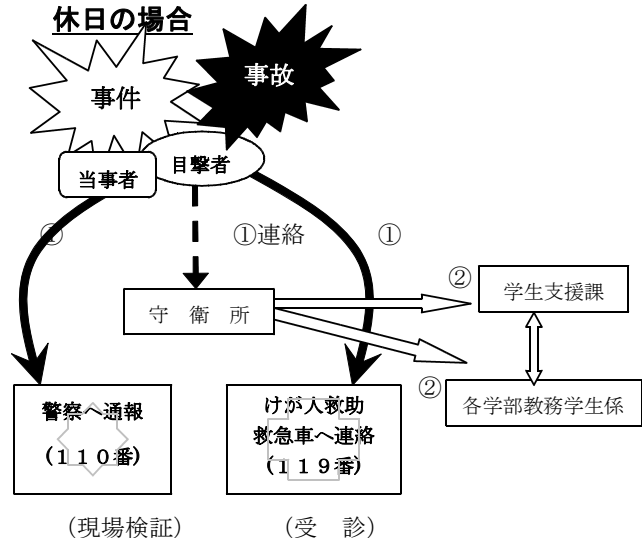 休日の場合
事件
事故
当事者
目撃者
①
①連絡
①
守 衛 所
②
学生支援課
②
各学部教務学生係
警察へ通報
（１１０番）
けが人救助
救急車へ連絡
（１１９番）
（現場検証）
（受 診）